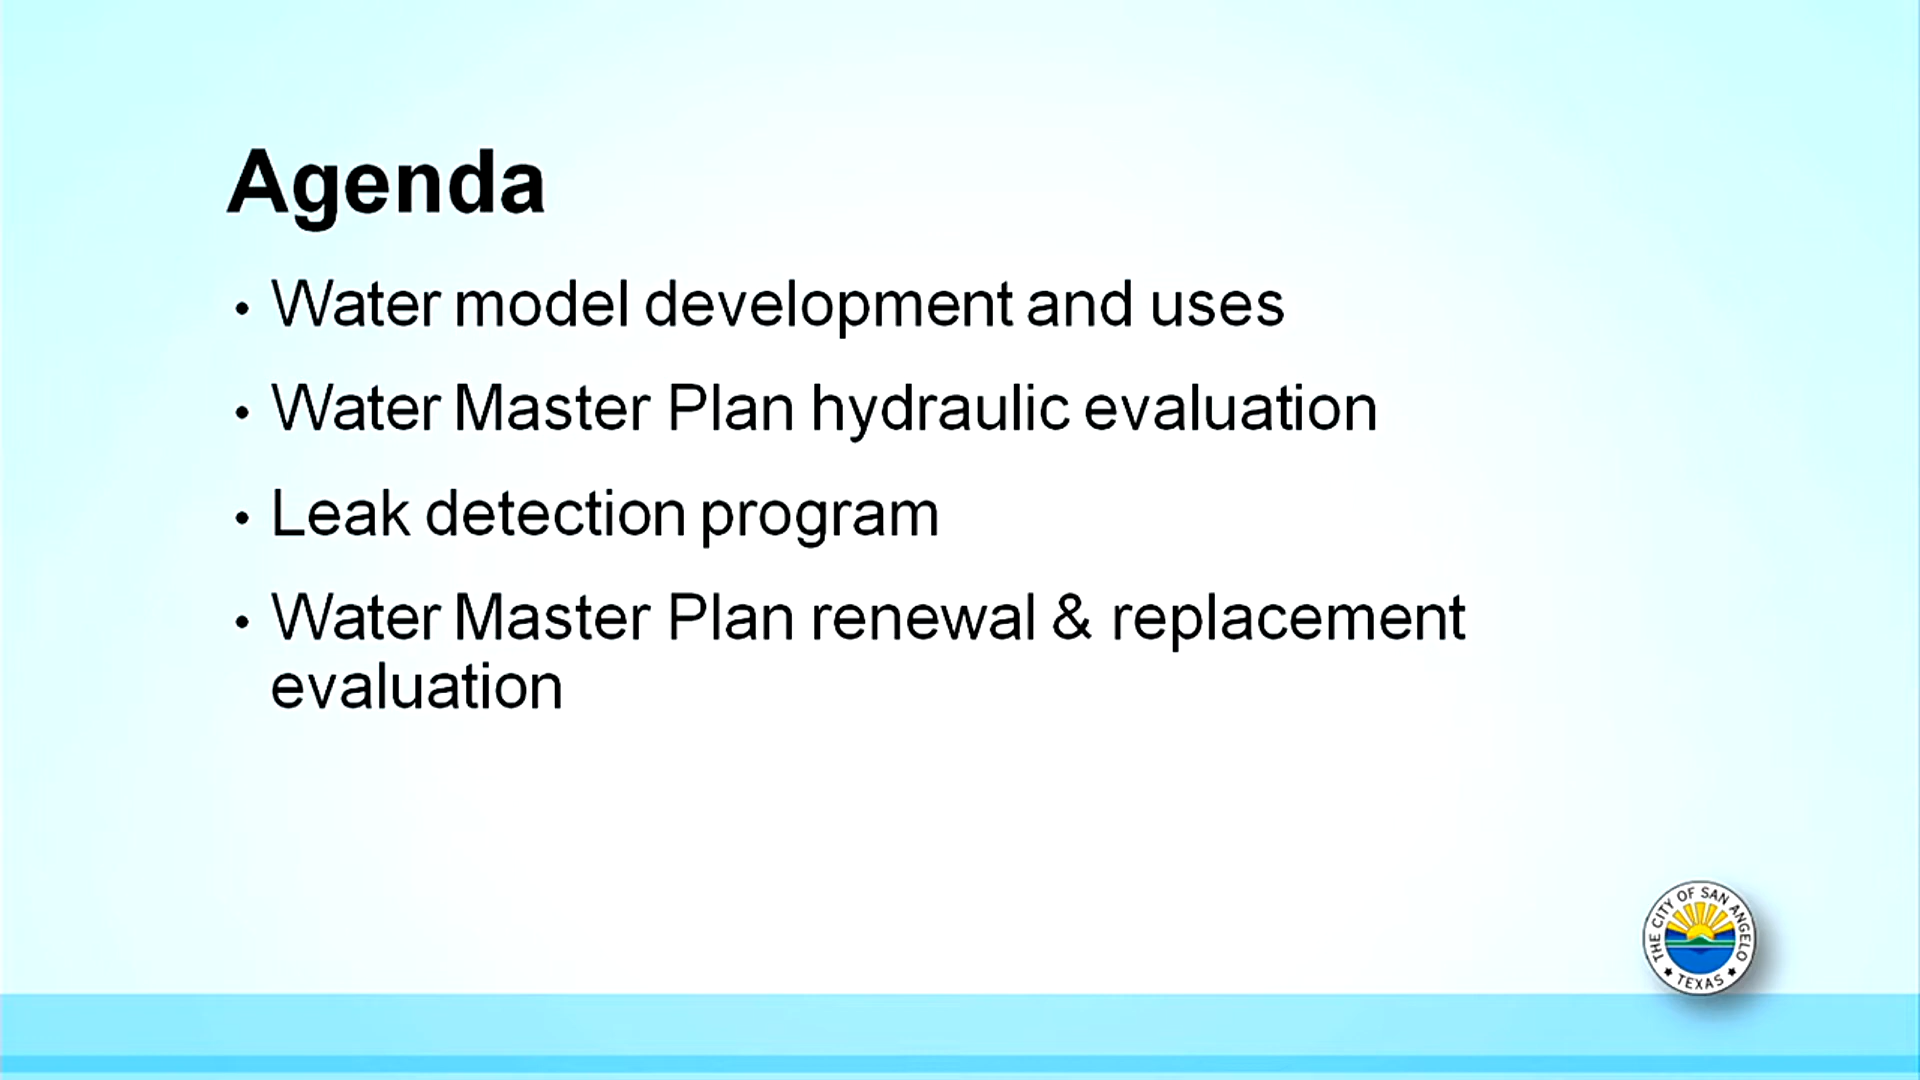 Agenda
• Water model development and uses
• Water Master Plan hydraulic evaluation
• Leak detection program
• Water Master Plan renewal & replacement
evaluation
THE CITY OF SAN ANGELO
★ TEXAS ★